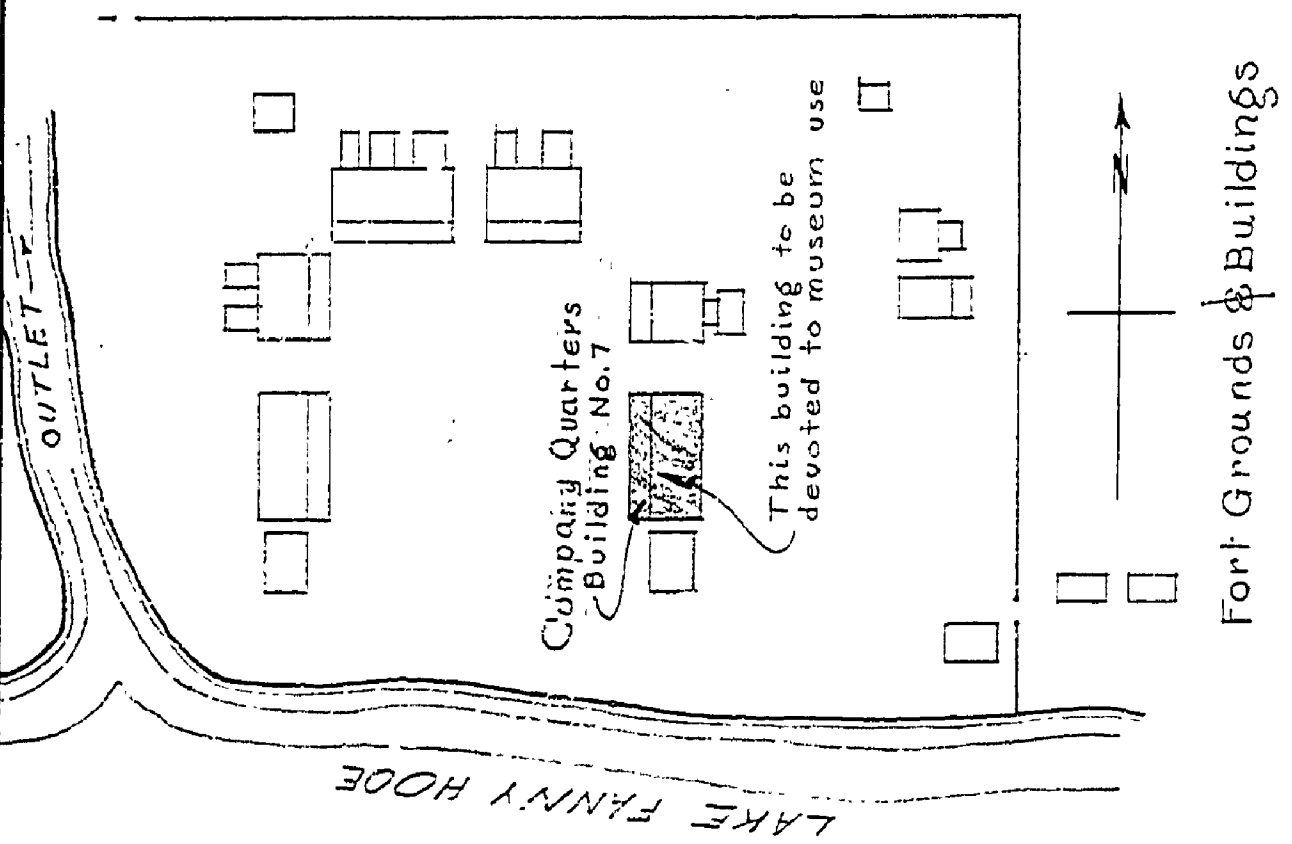 OUTLET
Company Quarters
Building No. 7
This building to be
devoted to museum use
N
Fort Grounds & Buildings
LAKE FANNY HOOE